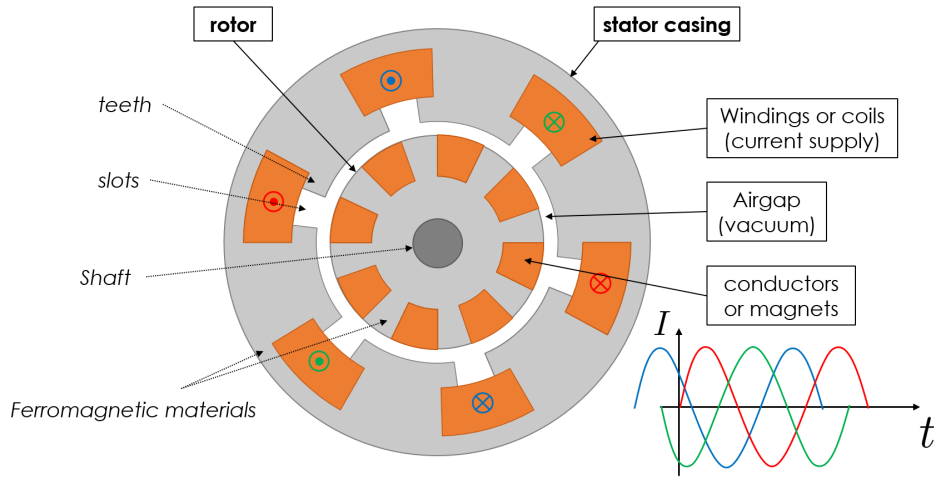 rotor
stator casing
teeth
Windings or coils
(current supply)
slots
Airgap
(vacuum)
Shaft
conductors
or magnets
I
Ferromagnetic materials
t